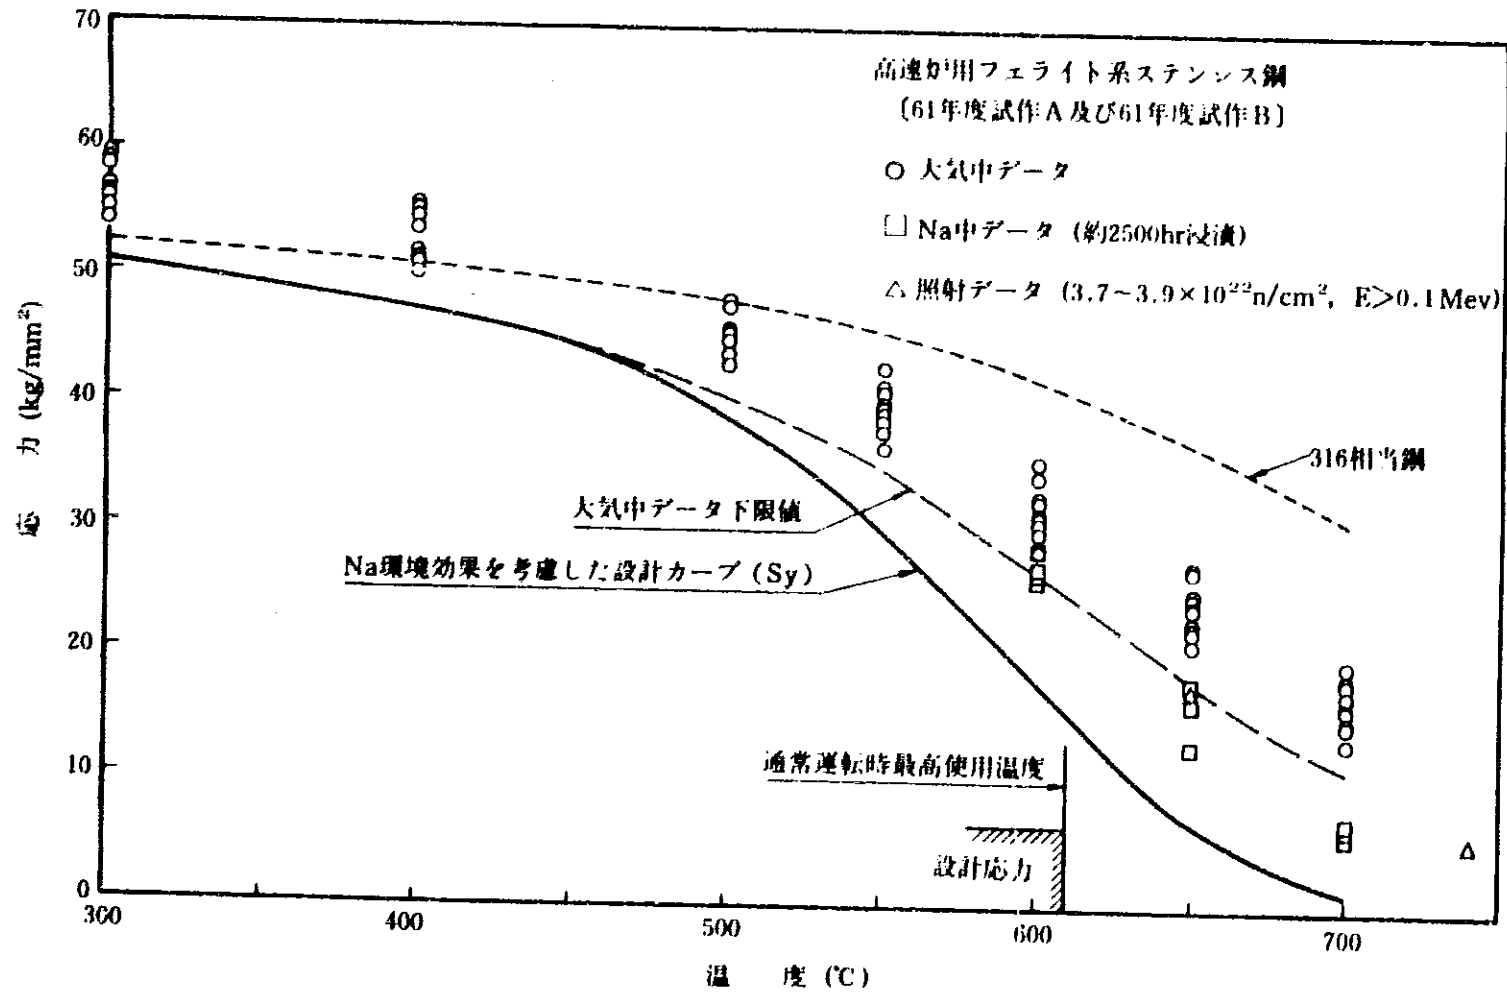 70
60
50
40
30
20
10
0
応 力 (kg/mm²)
高速炉用フェライト系ステンレス鋼
〔61年度試作A及び61年度試作B〕
○ 大気中データ
□ Na中データ (約2500hr浸漬)
△ 照射データ (3.7~3.9×10²²n/cm², E>0.1Mev)
316相当鋼
大気中データ下限値
Na環境効果を考慮した設計カーブ (Sy)
通常運転時最高使用温度
設計応力
300
400
500
600
700
温 度 (℃)